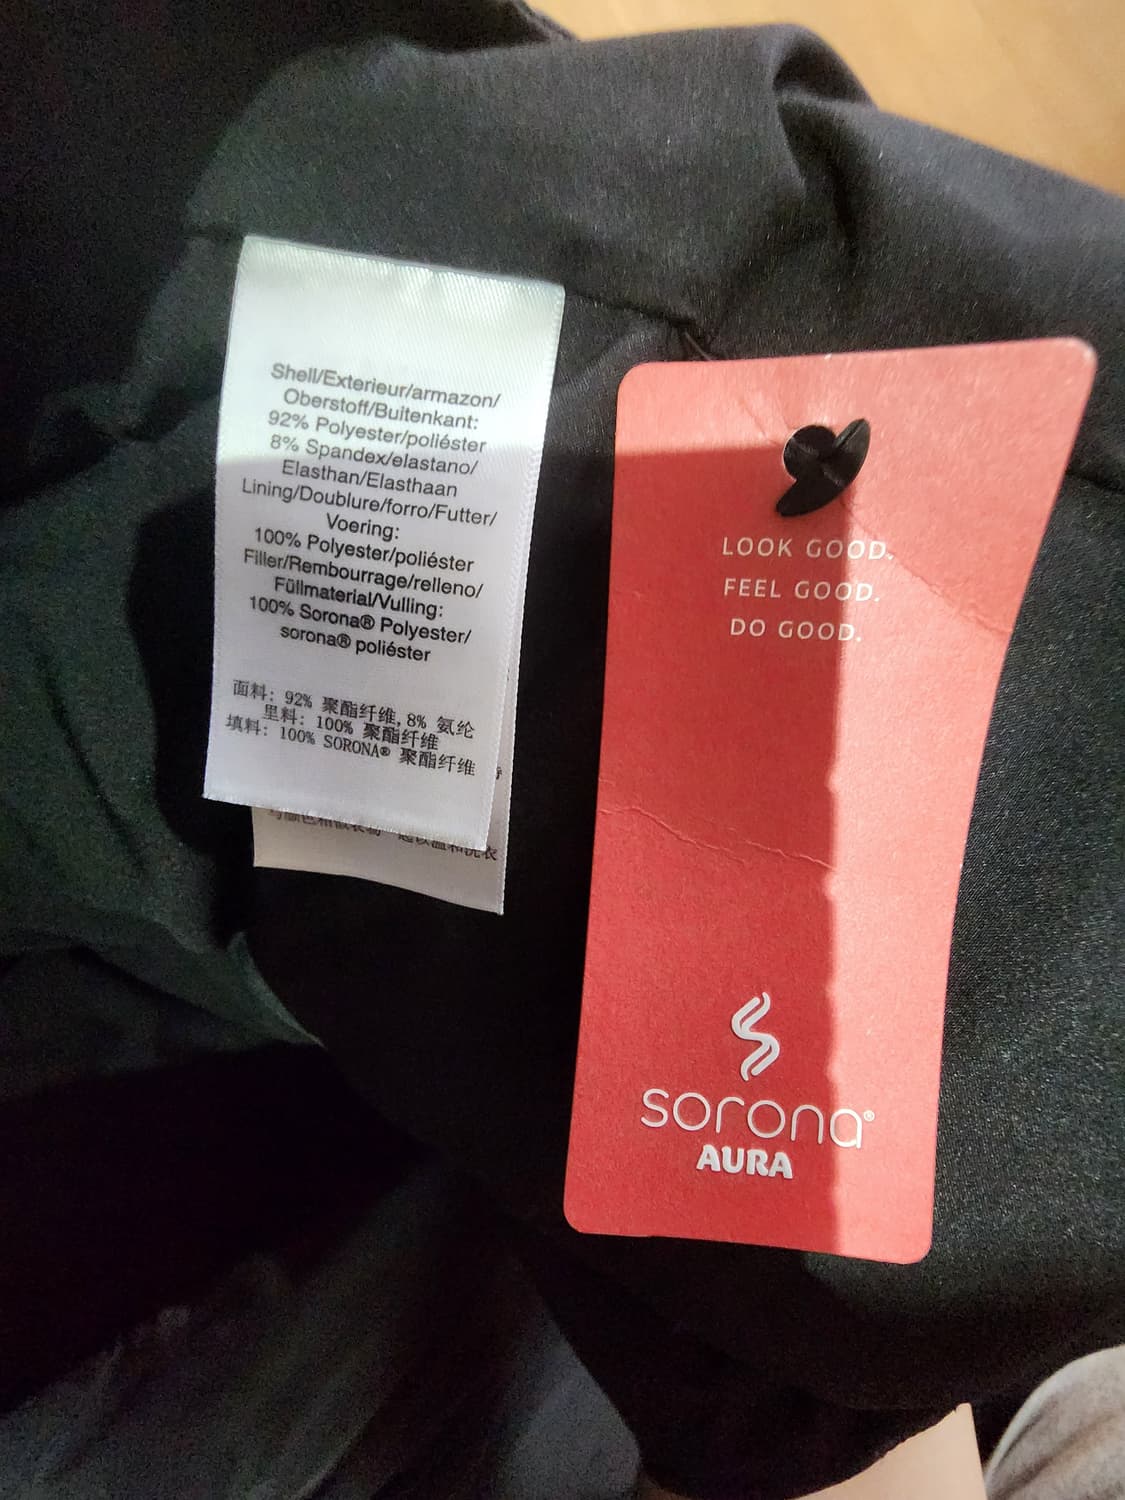 Shell/Exterieur/armazon/
Oberstoff/Buitenkant:
92% Polyester/poliéster
8% Spandex/elastano/
Elasthan/Elasthaan
Lining/Doublure/forro/Futter/
Voering:
100% Polyester/poliéster
Filler/Rembourrage/relleno/
Füllmaterial/Vulling:
100% Sorona® Polyester/
sorona® poliéster
面料: 92% 聚酯纤维,8% 氨纶
里料: 100% 聚酯纤维
填料: 100% SORONA® 聚酯纤维
LOOK GOOD.
FEEL GOOD.
DO GOOD.
sorona®
AURA